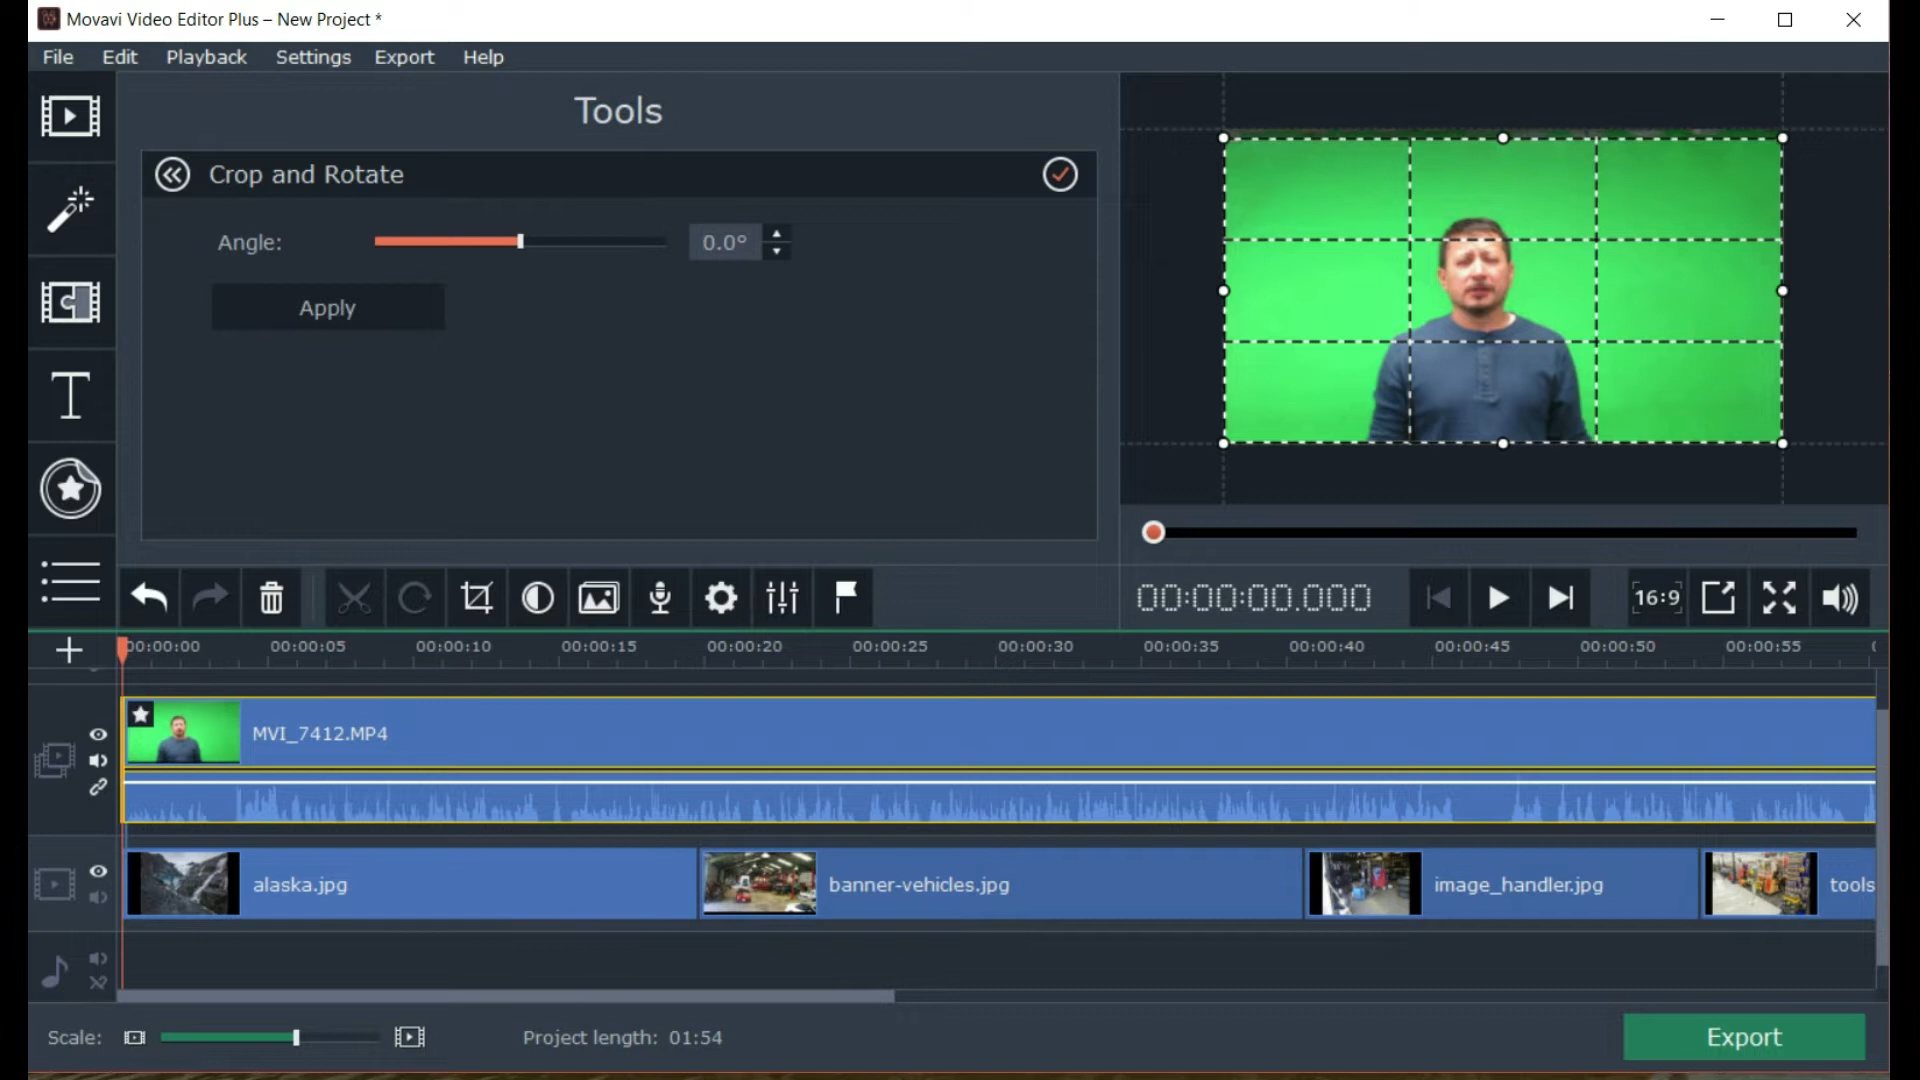 Movavi Video Editor Plus – New Project *
File Edit Playback Settings Export Help
Tools
Crop and Rotate
Angle: 0.0°
Apply
00:00:00.000
16:9
00:00:00 00:00:05 00:00:10 00:00:15 00:00:20 00:00:25 00:00:30 00:00:35 00:00:40 00:00:45 00:00:50 00:00:55
MVI_7412.MP4
alaska.jpg banner-vehicles.jpg image_handler.jpg tools
Scale: Project length: 01:54 Export